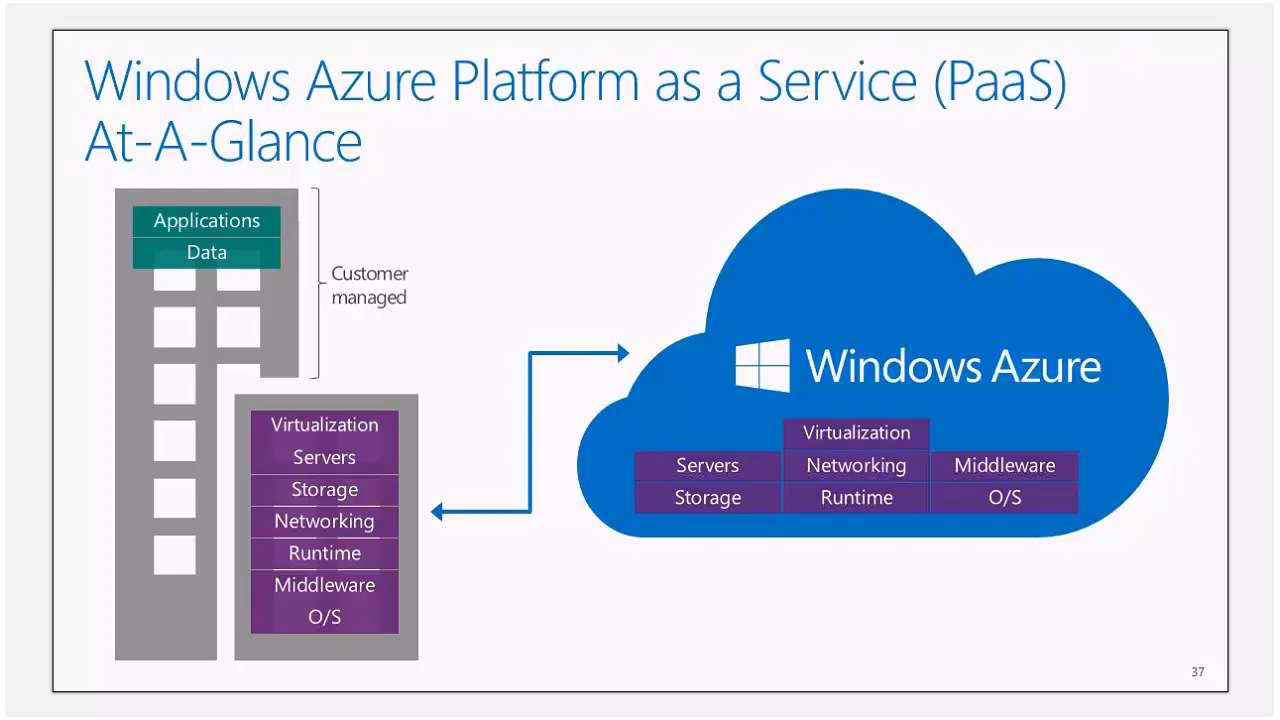 Windows Azure Platform as a Service (PaaS)
At-A-Glance
Applications
Data
Customer
managed
Virtualization
Servers
Storage
Networking
Runtime
Middleware
O/S
Windows Azure
Virtualization
Servers
Networking
Middleware
Storage
Runtime
O/S
37